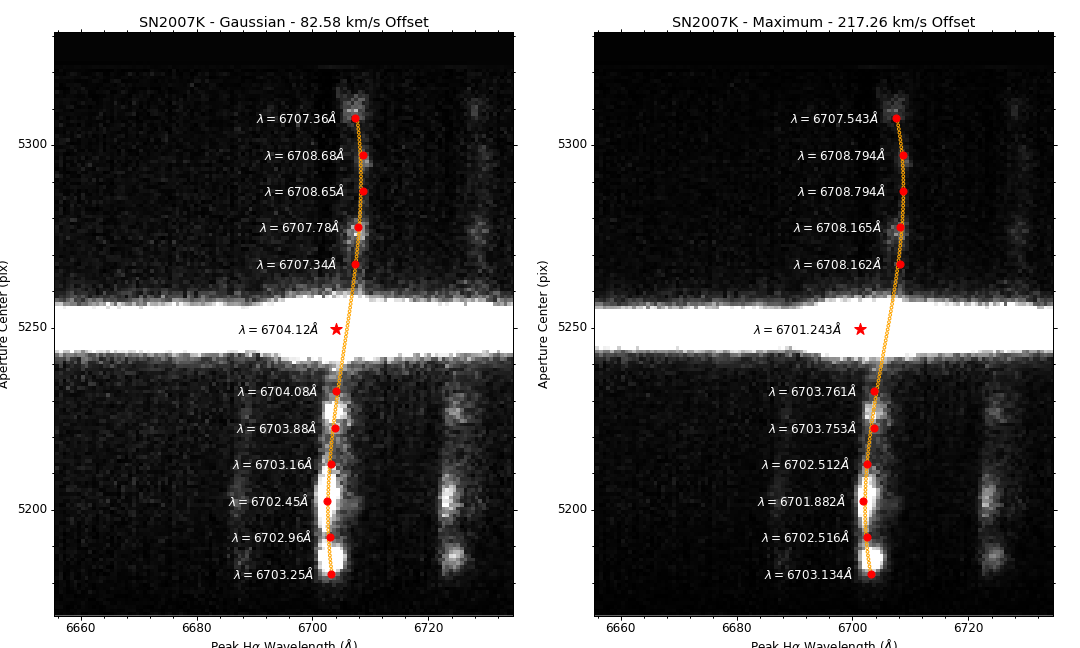 SN2007K - Gaussian - 82.58 km/s Offset
λ = 6707.36Å
λ = 6708.68Å
λ = 6708.65Å
λ = 6707.78Å
λ = 6707.34Å
λ = 6704.12Å
λ = 6704.08Å
λ = 6703.88Å
λ = 6703.16Å
λ = 6702.45Å
λ = 6702.96Å
λ = 6703.25Å
5300
5250
5200
Aperture Center (pix)
6660 6680 6700 6720
Peak Hα Wavelength (Å)
SN2007K - Maximum - 217.26 km/s Offset
λ = 6707.543Å
λ = 6708.794Å
λ = 6708.794Å
λ = 6708.165Å
λ = 6708.162Å
λ = 6701.243Å
λ = 6703.761Å
λ = 6703.753Å
λ = 6702.512Å
λ = 6701.882Å
λ = 6702.516Å
λ = 6703.134Å
5300
5250
5200
Aperture Center (pix)
6660 6680 6700 6720
Peak Hα Wavelength (Å)